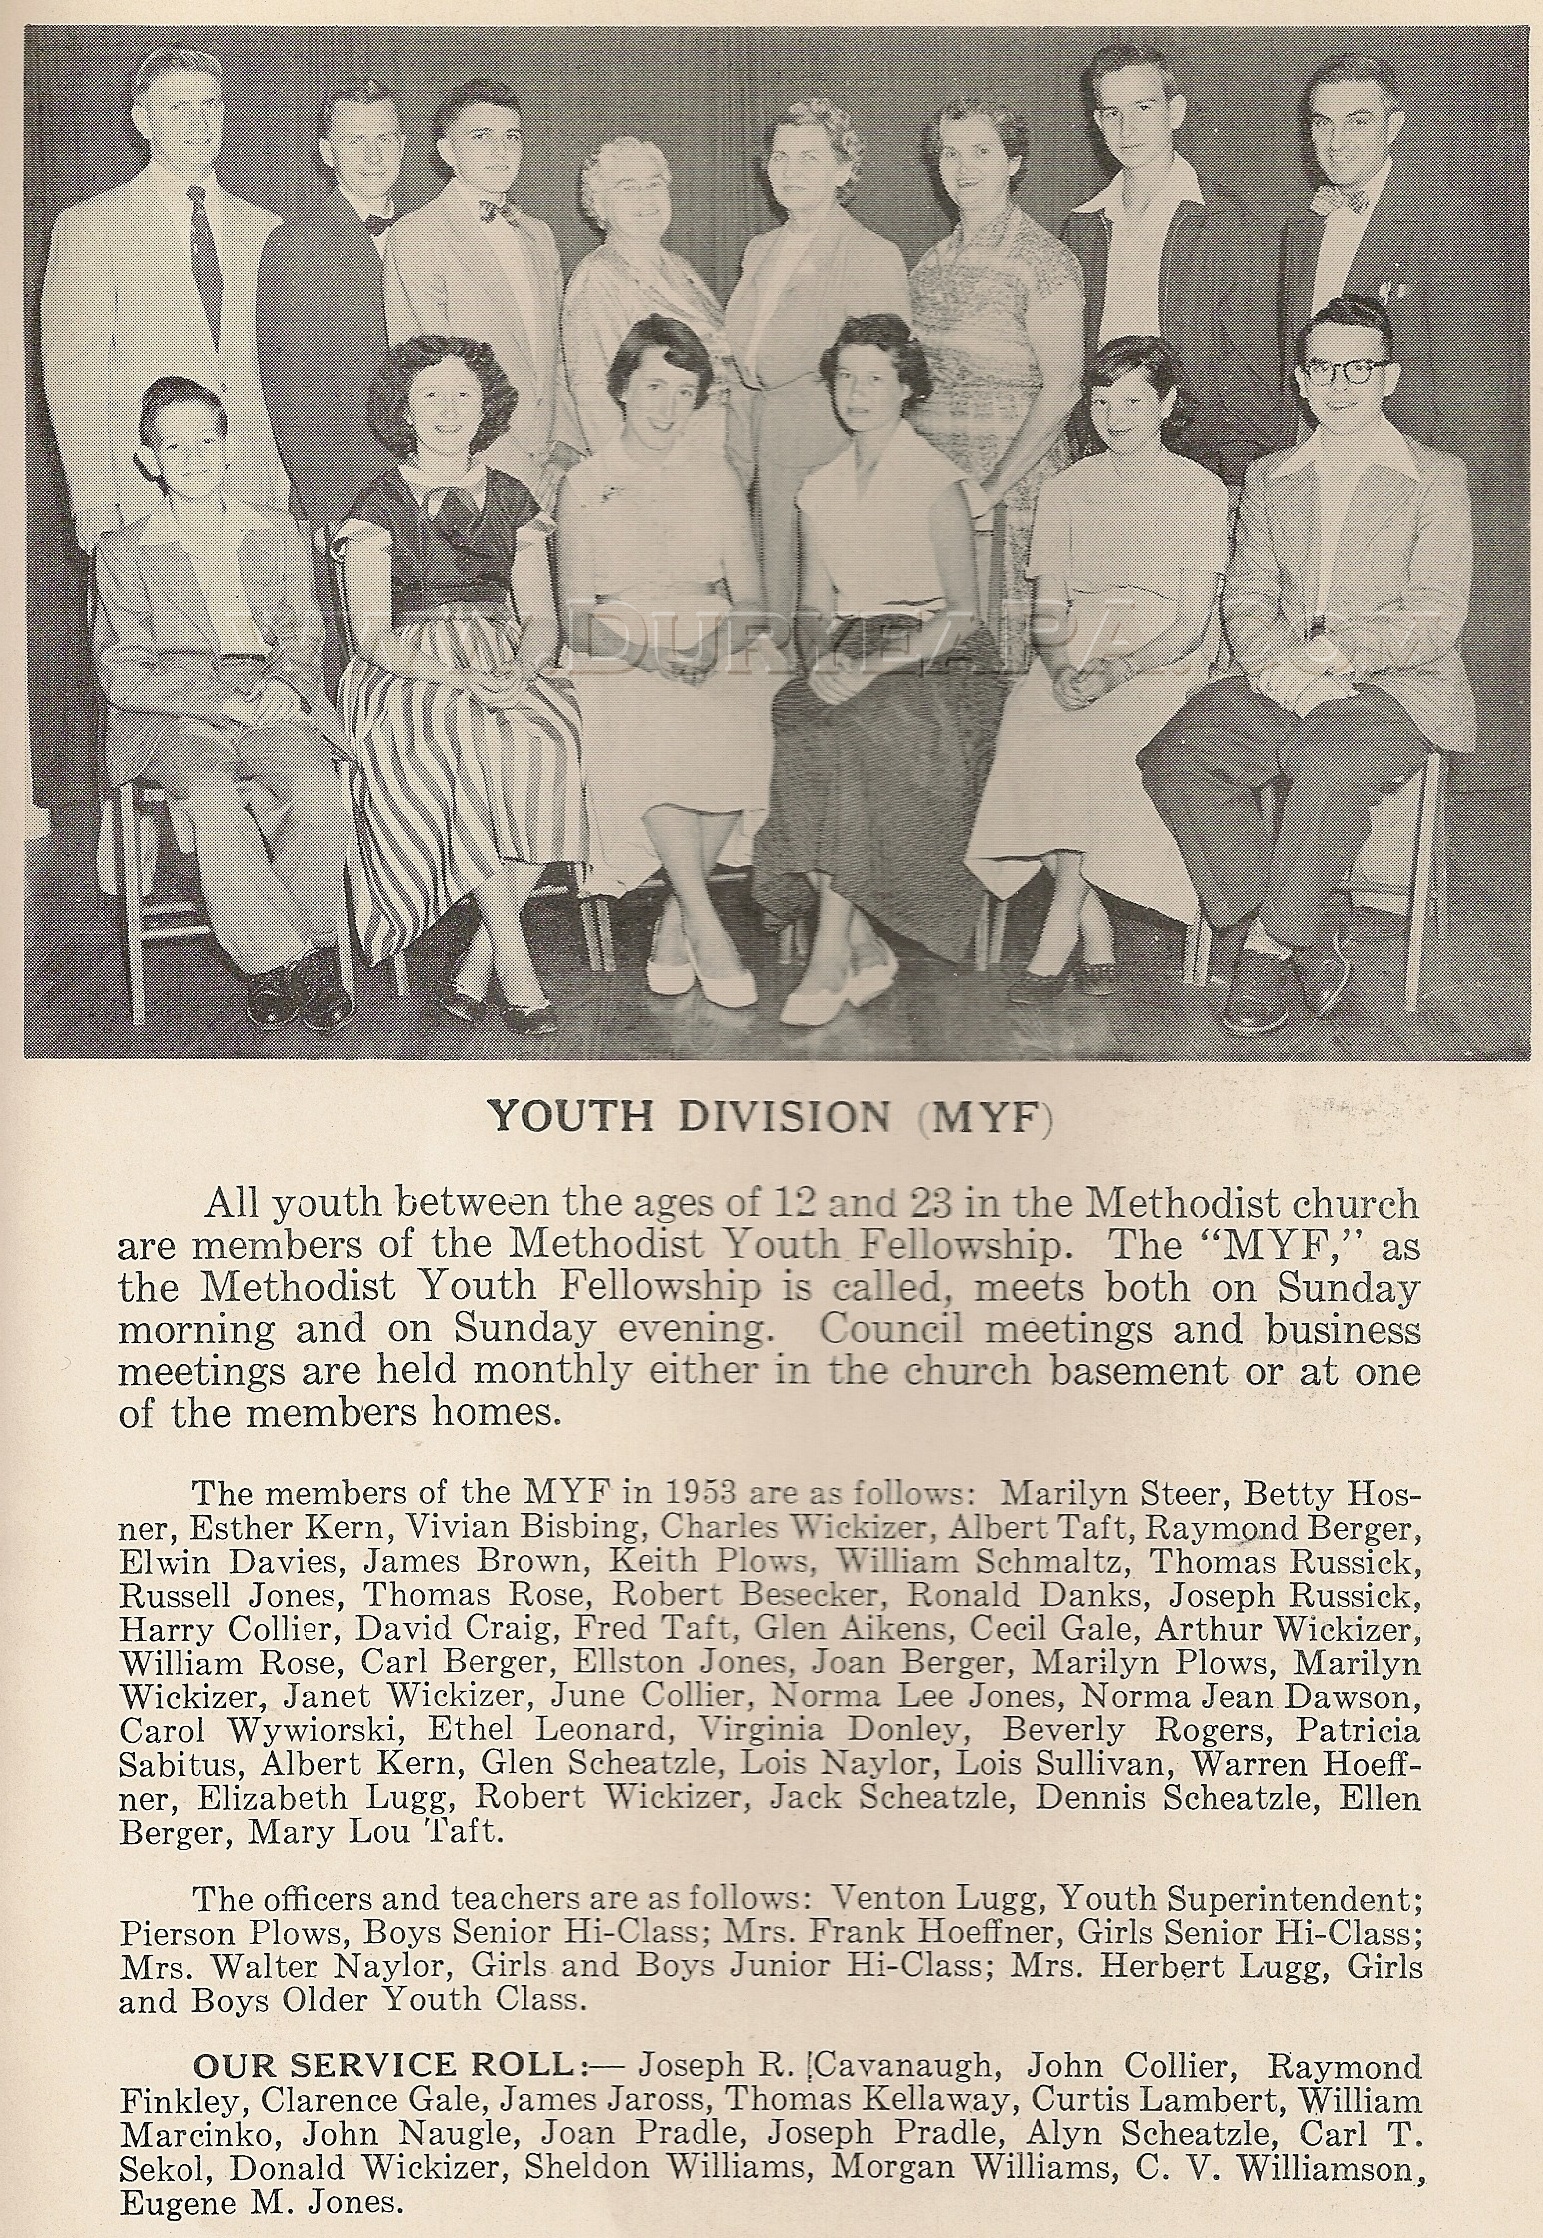 DURYEAPA.COM
YOUTH DIVISION (MYF)
All youth between the ages of 12 and 23 in the Methodist church
are members of the Methodist Youth Fellowship. The "MYF," as
the Methodist Youth Fellowship is called, meets both on Sunday
morning and on Sunday evening. Council meetings and business
meetings are held monthly either in the church basement or at one
of the members homes.
The members of the MYF in 1953 are as follows: Marilyn Steer, Betty Hos-
ner, Esther Kern, Vivian Bisbing, Charles Wickizer, Albert Taft, Raymond Berger,
Elwin Davies, James Brown, Keith Plows, William Schmaltz, Thomas Russick,
Russell Jones, Thomas Rose, Robert Besecker, Ronald Danks, Joseph Russick,
Harry Collier, David Craig, Fred Taft, Glen Aikens, Cecil Gale, Arthur Wickizer,
William Rose, Carl Berger, Ellston Jones, Joan Berger, Marilyn Plows, Marilyn
Wickizer, Janet Wickizer, June Collier, Norma Lee Jones, Norma Jean Dawson,
Carol Wywiorski, Ethel Leonard, Virginia Donley, Beverly Rogers, Patricia
Sabitus, Albert Kern, Glen Scheatzle, Lois Naylor, Lois Sullivan, Warren Hoeff-
ner, Elizabeth Lugg, Robert Wickizer, Jack Scheatzle, Dennis Scheatzle, Ellen
Berger, Mary Lou Taft.
The officers and teachers are as follows: Venton Lugg, Youth Superintendent;
Pierson Plows, Boys Senior Hi-Class; Mrs. Frank Hoeffner, Girls Senior Hi-Class;
Mrs. Walter Naylor, Girls and Boys Junior Hi-Class; Mrs. Herbert Lugg, Girls
and Boys Older Youth Class.
OUR SERVICE ROLL:— Joseph R. Cavanaugh, John Collier, Raymond
Finkley, Clarence Gale, James Jaross, Thomas Kellaway, Curtis Lambert, William
Marcinko, John Naugle, Joan Pradle, Joseph Pradle, Alyn Scheatzle, Carl T.
Sekol, Donald Wickizer, Sheldon Williams, Morgan Williams, C. V. Williamson,
Eugene M. Jones.